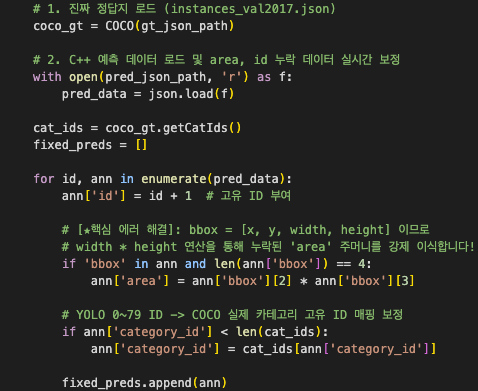 # 1. 진짜 정답지 로드 (instances_val2017.json)
coco_gt = COCO(gt_json_path)
# 2. C++ 예측 데이터 로드 및 area, id 누락 데이터 실시간 보정
with open(pred_json_path, 'r') as f:
pred_data = json.load(f)
cat_ids = coco_gt.getCatIds()
fixed_preds = []
for id, ann in enumerate(pred_data):
ann['id'] = id + 1 # 고유 ID 부여
# [★핵심 에러 해결]: bbox = [x, y, width, height] 이므로
# width * height 연산을 통해 누락된 'area' 주머니를 강제 이식합니다!
if 'bbox' in ann and len(ann['bbox']) == 4:
ann['area'] = ann['bbox'][2] * ann['bbox'][3]
# YOLO 0~79 ID -> COCO 실제 카테고리 고유 ID 매핑 보정
if ann['category_id'] < len(cat_ids):
ann['category_id'] = cat_ids[ann['category_id']]
fixed_preds.append(ann)